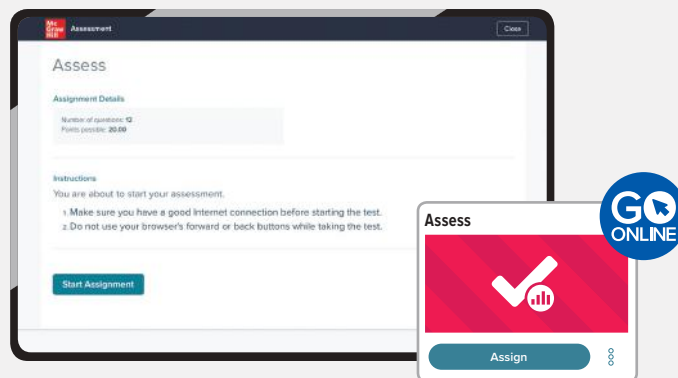 Mc
Graw
Hill
Assessment
Close
Assess
Assignment Details
Number of questions: 12
Points possible: 20.00
Instructions
You are about to start your assessment.
1. Make sure you have a good Internet connection before starting the test.
2. Do not use your browser's forward or back buttons while taking the test.
Start Assignment
Assess
Assign
GO
ONLINE